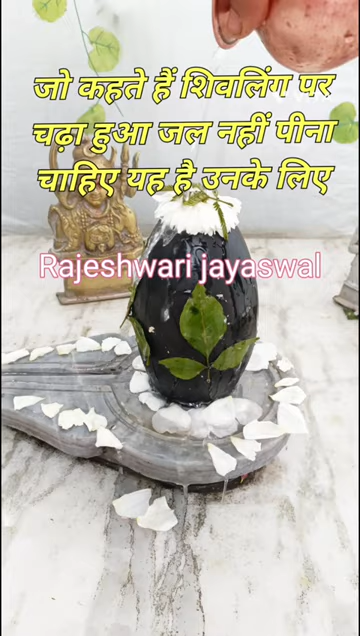 जो कहते हैं शिवलिंग पर
चढ़ा हुआ जल नहीं पीना
चाहिए यह है उनके लिए
Rajeshwari jayaswal